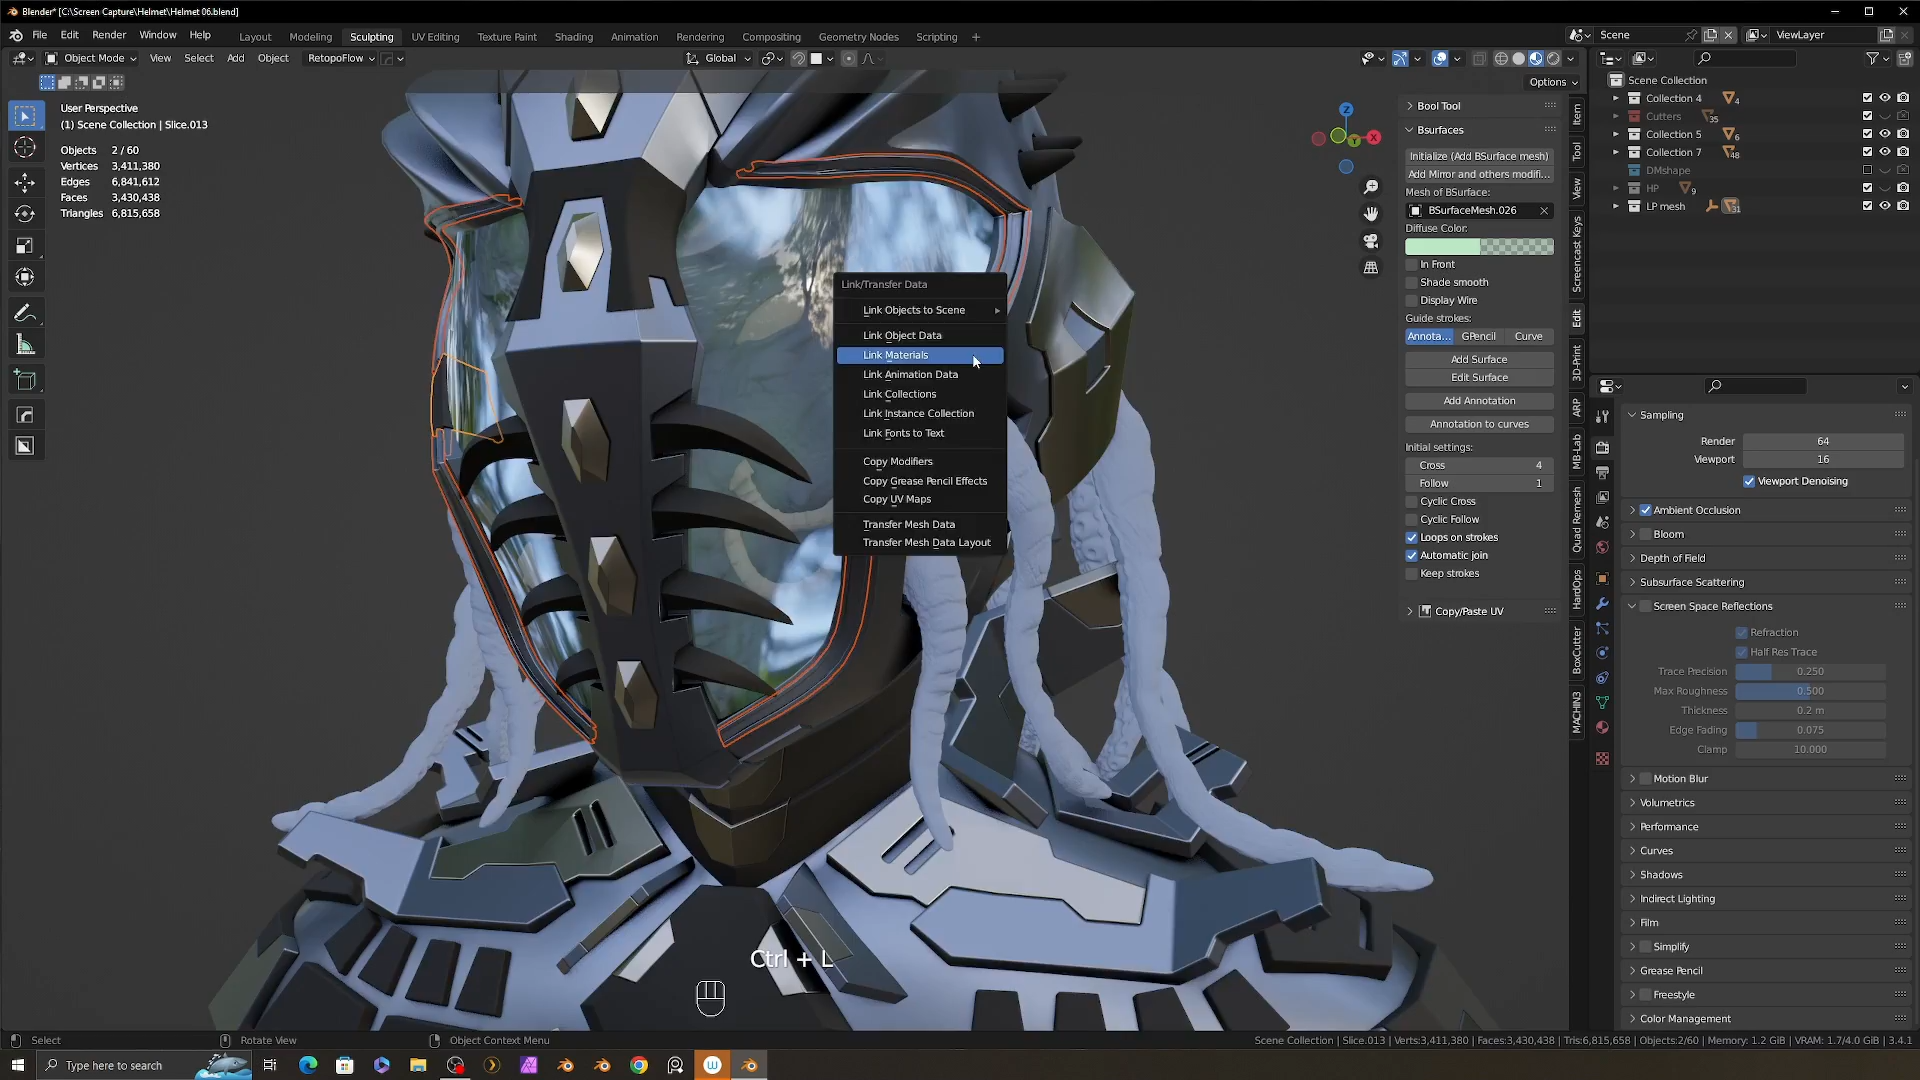 Blender* [C:\Screen Capture\Helmet\Helmet 06.blend]
File Edit Render Window Help
Layout Modeling Sculpting UV Editing Texture Paint Shading Animation Rendering Compositing Geometry Nodes Scripting +
Scene
ViewLayer
Object Mode View Select Add Object RetopoFlow
Global
Options
User Perspective
(1) Scene Collection | Slice.013
Objects 2 / 60
Vertices 3,411,380
Edges 6,841,612
Faces 3,430,438
Triangles 6,815,658
Z
Y
X
Link/Transfer Data
Link Objects to Scene
Link Object Data
Link Materials
Link Animation Data
Link Collections
Link Instance Collection
Link Fonts to Text
Copy Modifiers
Copy Grease Pencil Effects
Copy UV Maps
Transfer Mesh Data
Transfer Mesh Data Layout
Ctrl + L
Bool Tool
Bsurfaces
Initialize (Add BSurface mesh)
Add Mirror and others modifi...
Mesh of BSurface:
BSurfaceMesh.026
Diffuse Color:
In Front
Shade smooth
Display Wire
Guide strokes:
Annota... GPencil Curve
Add Surface
Edit Surface
Add Annotation
Annotation to curves
Initial settings:
Cross 4
Follow 1
Cyclic Cross
Cyclic Follow
Loops on strokes
Automatic join
Keep strokes
Copy/Paste UV
Item
Tool
View
Screencast Keys
Edit
3D-Print
ARP
MB-Lab
Quad Remesh
HardOps
BoxCutter
MACHIN3
Scene Collection
Collection 4 4
Cutters 35
Collection 5 6
Collection 7 48
DMshape
HP 9
LP mesh 31
Sampling
Render 64
Viewport 16
Viewport Denoising
Ambient Occlusion
Bloom
Depth of Field
Subsurface Scattering
Screen Space Reflections
Refraction
Half Res Trace
Trace Precision 0.250
Max Roughness 0.500
Thickness 0.2 m
Edge Fading 0.075
Clamp 10.000
Motion Blur
Volumetrics
Performance
Curves
Shadows
Indirect Lighting
Film
Simplify
Grease Pencil
Freestyle
Color Management
Select Rotate View Object Context Menu
Scene Collection | Slice.013 | Verts:3,411,380 | Faces:3,430,438 | Tris:6,815,658 | Objects:2/60 | Memory: 1.2 GiB | VRAM: 1.7/4.0 GiB | 3.4.1
Type here to search